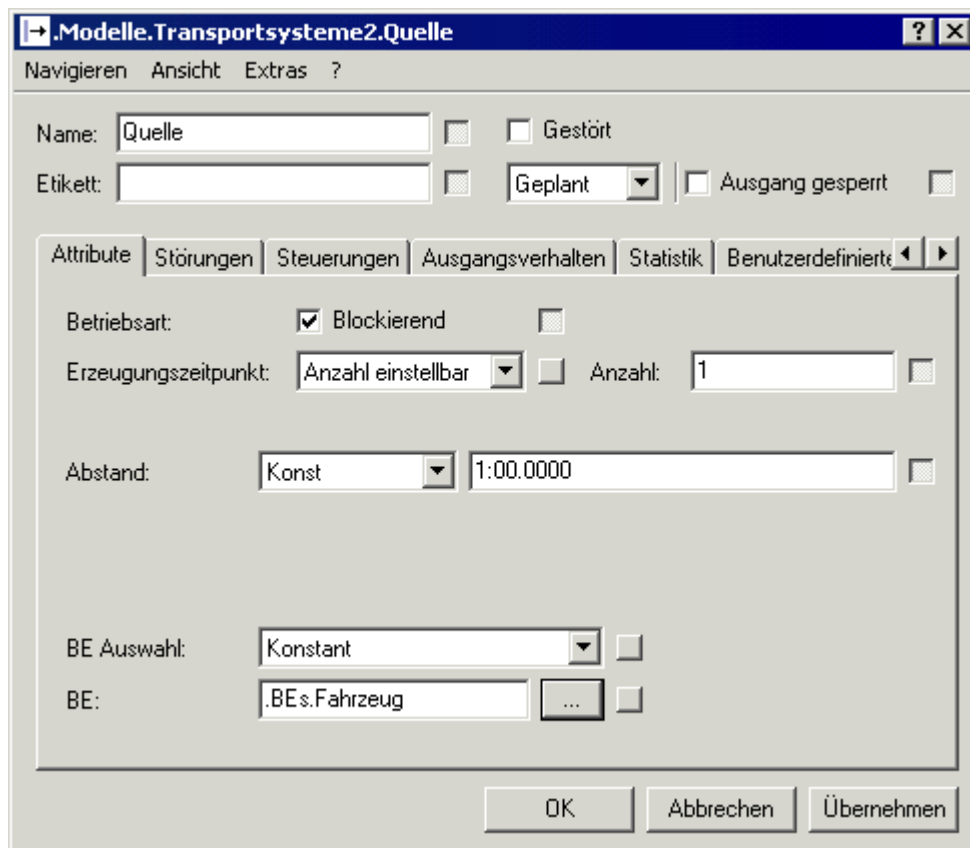 .Modelle.Transportsysteme2.Quelle ?
Navigieren Ansicht Extras ?
Name: Quelle Gestört
Etikett: Geplant Ausgang gesperrt
Attribute Störungen Steuerungen Ausgangsverhalten Statistik Benutzerdefinierte
Betriebsart: Blockierend
Erzeugungszeitpunkt: Anzahl einstellbar Anzahl: 1
Abstand: Konst 1:00.0000
BE Auswahl: Konstant
BE: .BEs.Fahrzeug ...
OK Abbrechen Übernehmen